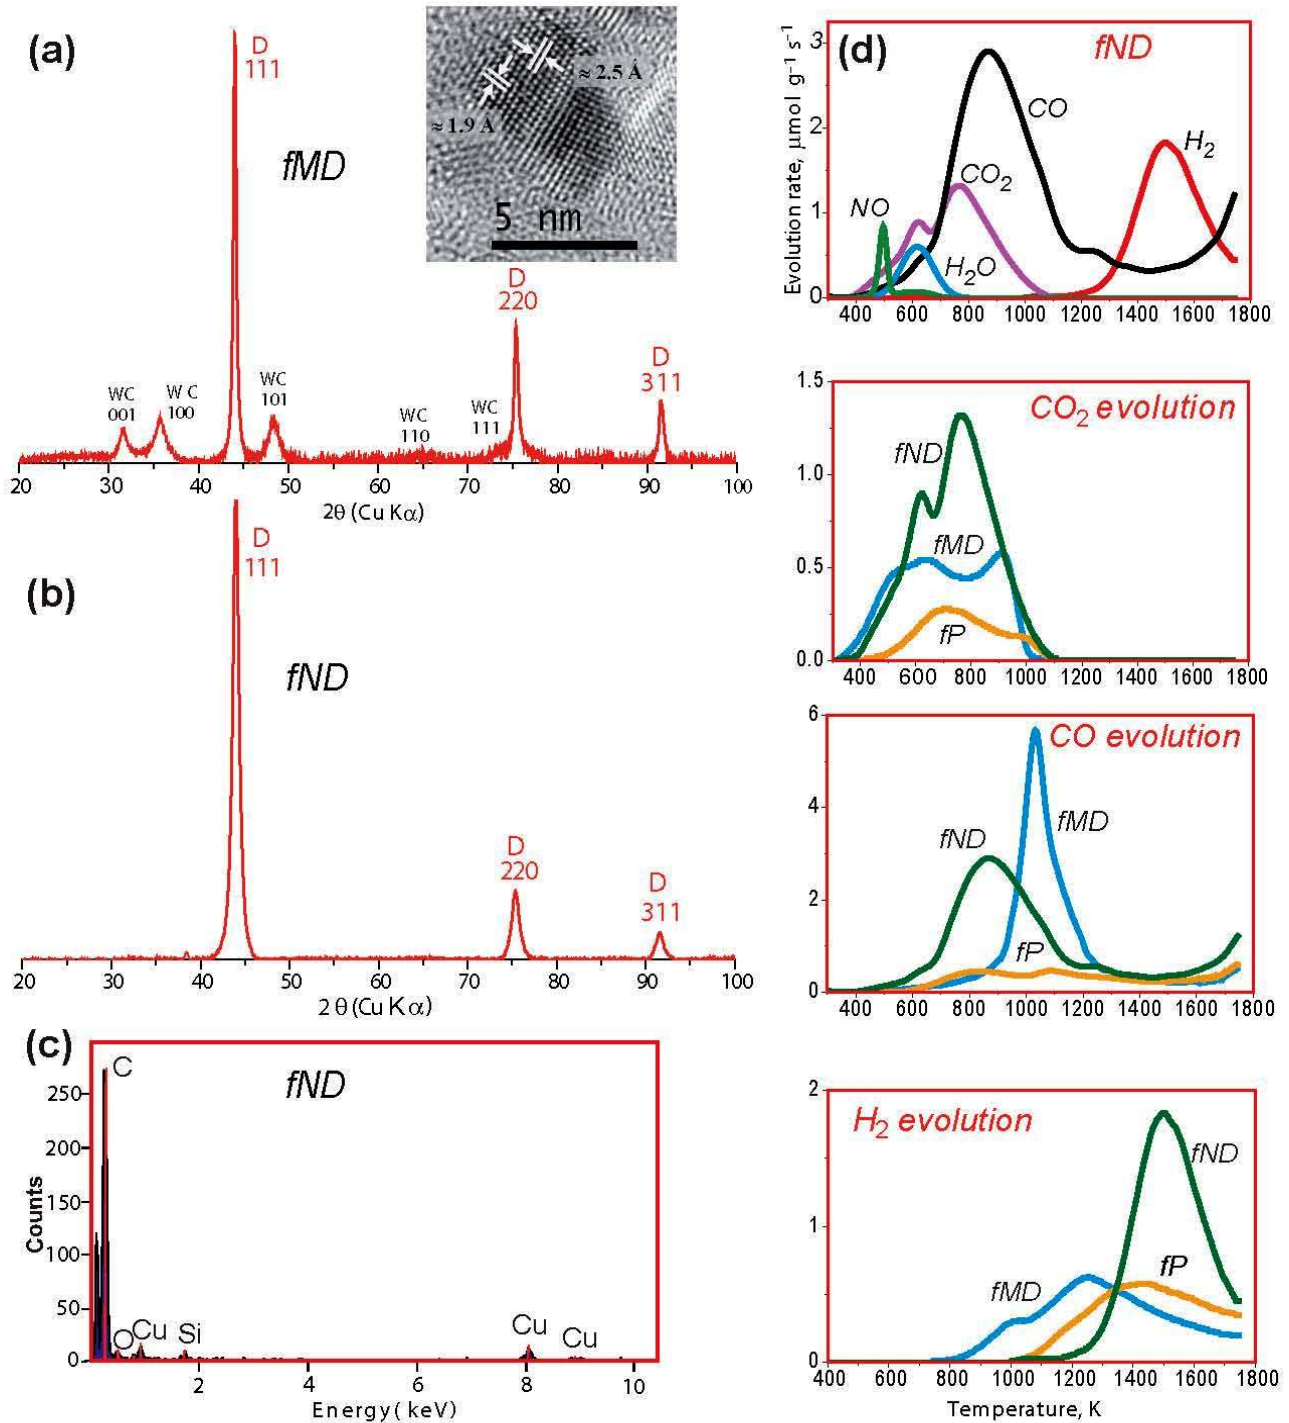 (a)
D
111
fMD
≈ 1.9 Å
≈ 2.5 Å
5 nm
WC
001
W C
100
WC
101
WC
110
WC
111
D
220
D
311
20 30 40 50 60 70 80 90 100
2θ (Cu Kα)
(b)
D
111
fND
D
220
D
311
20 30 40 50 60 70 80 90 100
2 θ (Cu Kα)
(c)
fND
Counts
250
200
150
100
50
0
C
O
Cu
Si
Cu
Cu
2 4 6 8 10
Energy ( keV)
(d)
fND
Evolution rate, μmol g⁻¹ s⁻¹
3
2
1
0
NO
CO
CO₂
H₂O
H₂
400 600 800 1000 1200 1400 1600 1800
CO₂ evolution
1.5
1.0
0.5
0.0
fND
fMD
fP
400 600 800 1000 1200 1400 1600 1800
CO evolution
6
4
2
0
fND
fMD
fP
400 600 800 1000 1200 1400 1600 1800
H₂ evolution
2
1
0
fND
fMD
fP
400 600 800 1000 1200 1400 1600 1800
Temperature, K